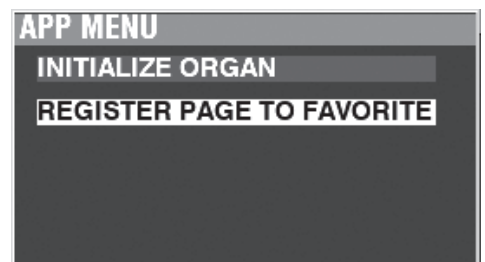 APP MENU
INITIALIZE ORGAN
REGISTER PAGE TO FAVORITE